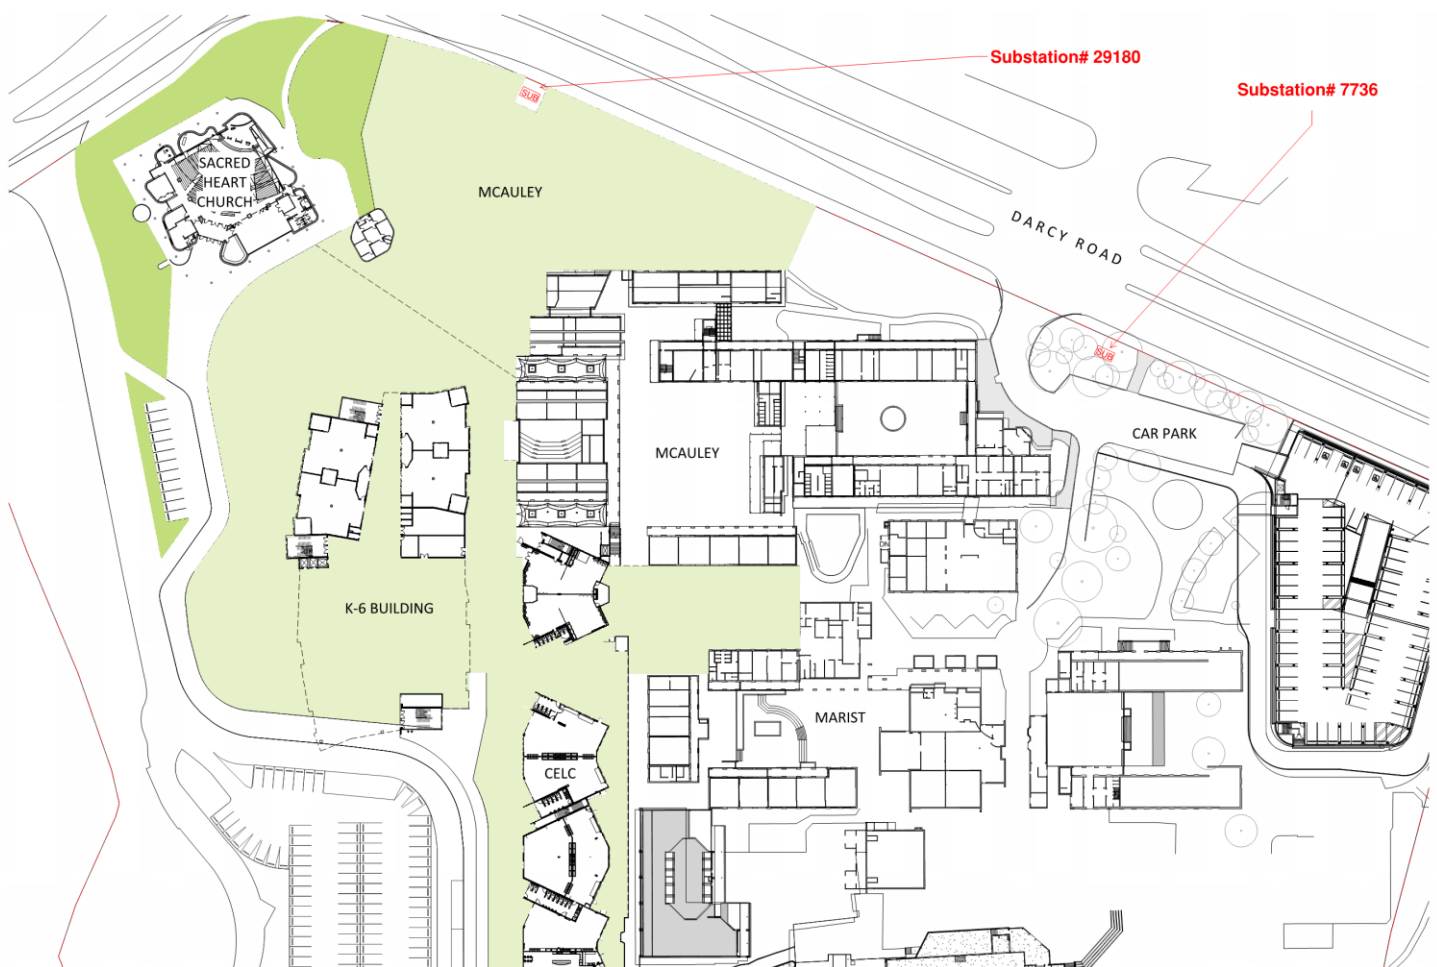 Substation# 29180
Substation# 7736
SUB
SACRED
HEART
CHURCH
MCAULEY
DARCY ROAD
SUB
CAR PARK
MCAULEY
K-6 BUILDING
MARIST
CELC